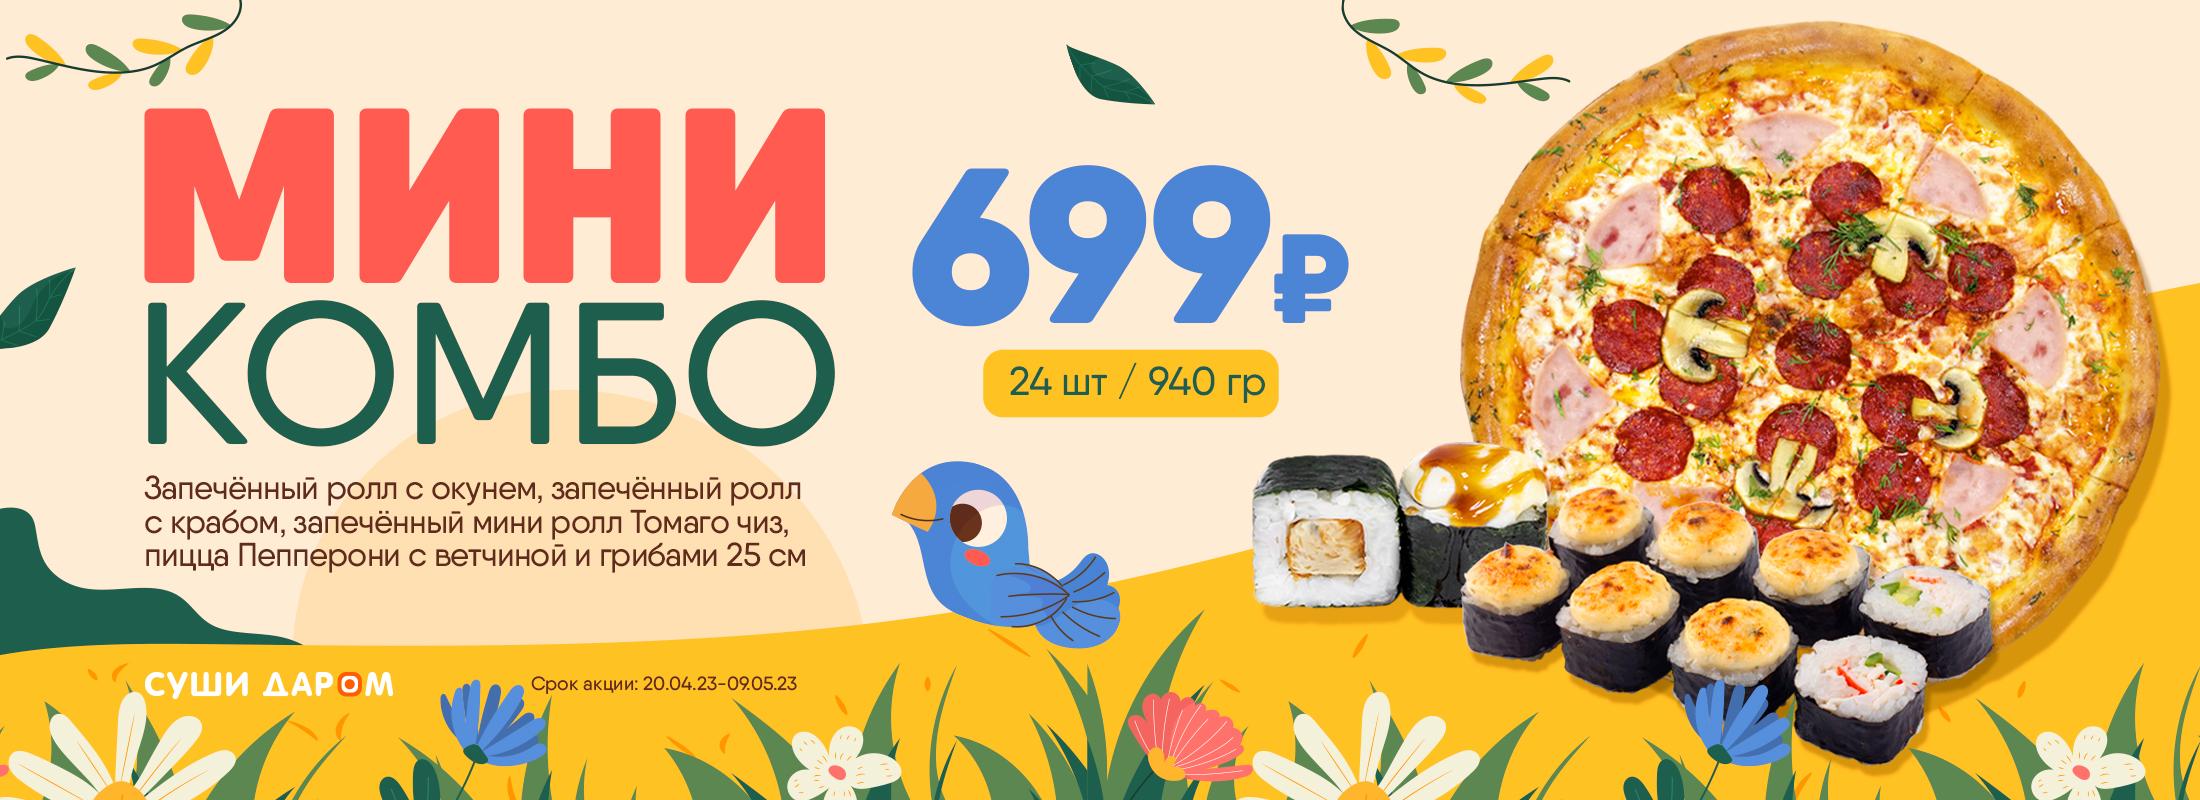 МИНИ
КОМБО
699₽
24 шт / 940 гр
Запечённый ролл с окунем, запечённый ролл
с крабом, запечённый мини ролл Томаго чиз,
пицца Пепперони с ветчиной и грибами 25 см
СУШИ ДАРОМ
Срок акции: 20.04.23-09.05.23